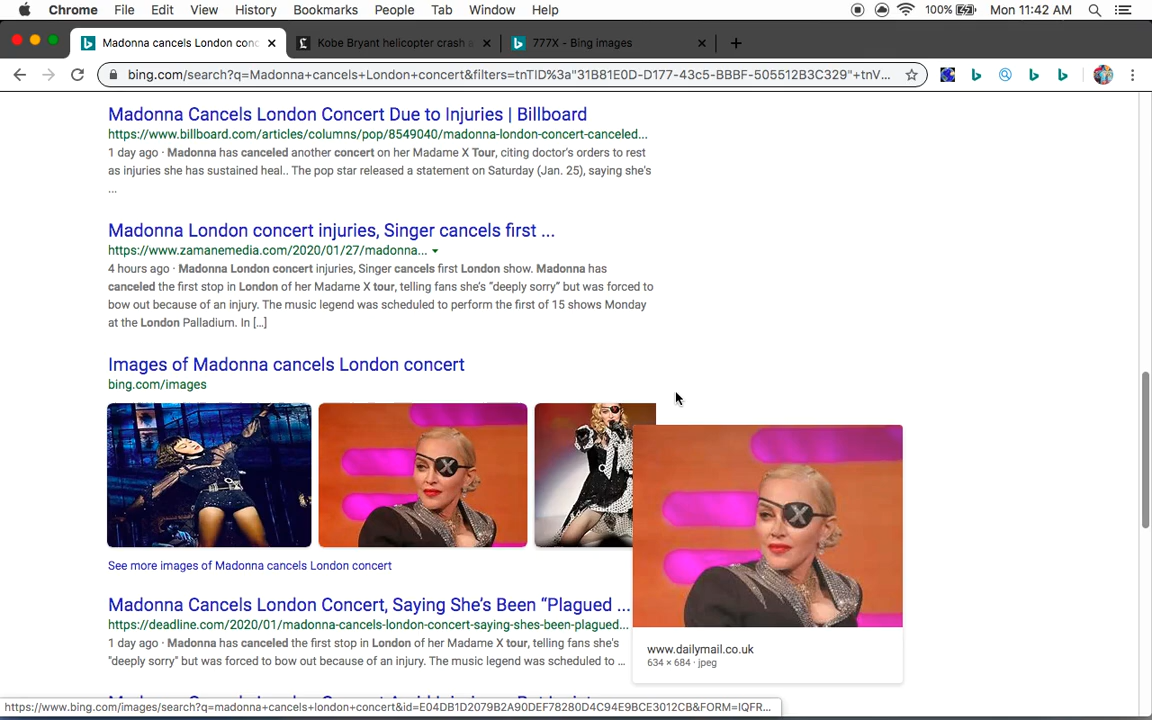 Chrome File Edit View History Bookmarks People Tab Window Help 100% Mon 11:42 AM
Madonna cancels London conc
Kobe Bryant helicopter crash a
777X - Bing images
bing.com/search?q=Madonna+cancels+London+concert&filters=tnTID%3a"31B81E0D-D177-43c5-BBBF-505512B3C329"+tnV...
Madonna Cancels London Concert Due to Injuries | Billboard
https://www.billboard.com/articles/columns/pop/8549040/madonna-london-concert-canceled...
1 day ago · Madonna has canceled another concert on her Madame X Tour, citing doctor's orders to rest
as injuries she has sustained heal.. The pop star released a statement on Saturday (Jan. 25), saying she's
...
Madonna London concert injuries, Singer cancels first ...
https://www.zamanemedia.com/2020/01/27/madonna...
4 hours ago · Madonna London concert injuries, Singer cancels first London show. Madonna has
canceled the first stop in London of her Madame X tour, telling fans she's "deeply sorry" but was forced to
bow out because of an injury. The music legend was scheduled to perform the first of 15 shows Monday
at the London Palladium. In [...]
Images of Madonna cancels London concert
bing.com/images
X
X
www.dailymail.co.uk
634 × 684 · jpeg
See more images of Madonna cancels London concert
Madonna Cancels London Concert, Saying She's Been "Plagued ...
https://deadline.com/2020/01/madonna-cancels-london-concert-saying-shes-been-plagued...
1 day ago · Madonna has canceled the first stop in London of her Madame X tour, telling fans she's
"deeply sorry" but was forced to bow out because of an injury. The music legend was scheduled to ...
https://www.bing.com/images/search?q=madonna+cancels+london+concert&id=E04DB1D2079B2A90DEF78280D4C94E9BCE3012CB&FORM=IQFR...